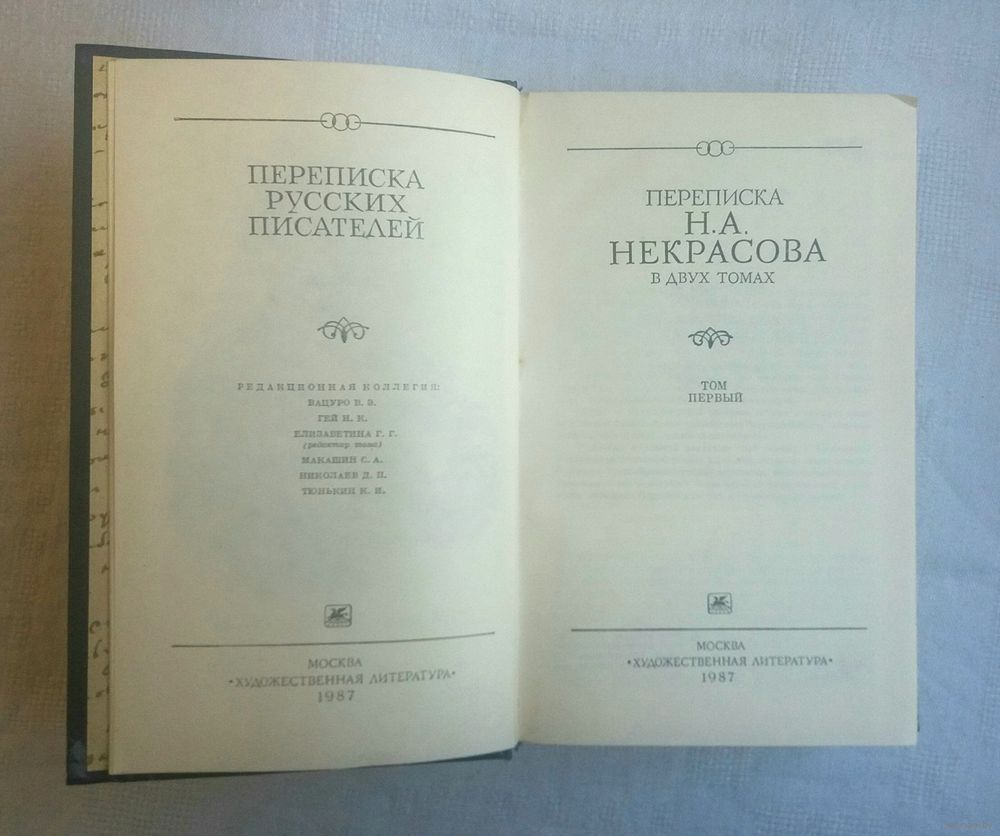 ПЕРЕПИСКА
РУССКИХ
ПИСАТЕЛЕЙ
РЕДАКЦИОННАЯ КОЛЛЕГИЯ:
ВАЦУРО В. Э.
ГЕЙ Н. К.
ЕЛИЗАВЕТИНА Г. Г.
(редактор тома)
МАКАШИН С. А.
НИКОЛАЕВ Д. П.
ТЮНЬКИН К. И.
МОСКВА
«ХУДОЖЕСТВЕННАЯ ЛИТЕРАТУРА»
1987
ПЕРЕПИСКА
Н.А.
НЕКРАСОВА
В ДВУХ ТОМАХ
ТОМ
ПЕРВЫЙ
МОСКВА
«ХУДОЖЕСТВЕННАЯ ЛИТЕРАТУРА»
1987